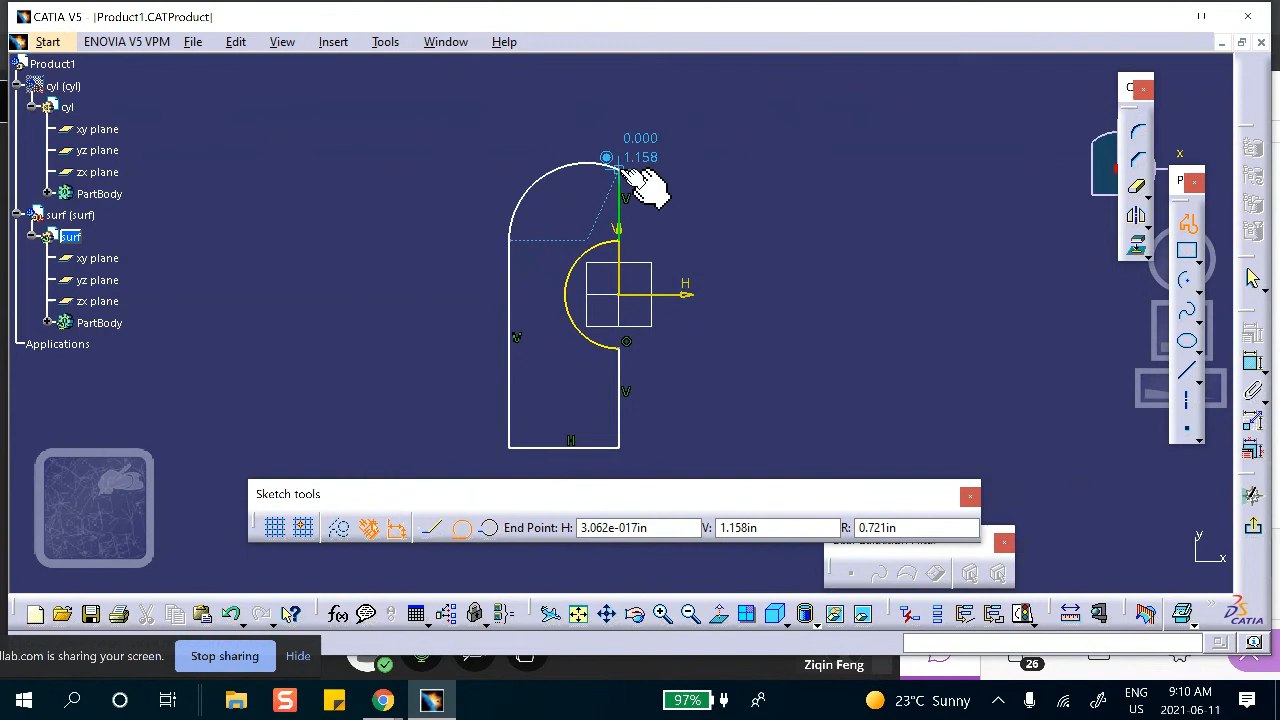 CATIA V5 - [Product1.CATProduct]
Start ENOVIA V5 VPM File Edit View Insert Tools Window Help
Product1
cyl (cyl)
cyl
xy plane
yz plane
zx plane
PartBody
surf (surf)
surf
xy plane
yz plane
zx plane
PartBody
Applications
0.000
1.158
V
V
H
V
O
V
H
x
P
y
x
Sketch tools
End Point: H: 3.062e-017in V: 1.158in R: 0.721in
f(x)
CATIA
llab.com is sharing your screen. Stop sharing Hide
Ziqin Feng
26
97%
23°C Sunny
ENG
US
9:10 AM
2021-06-11